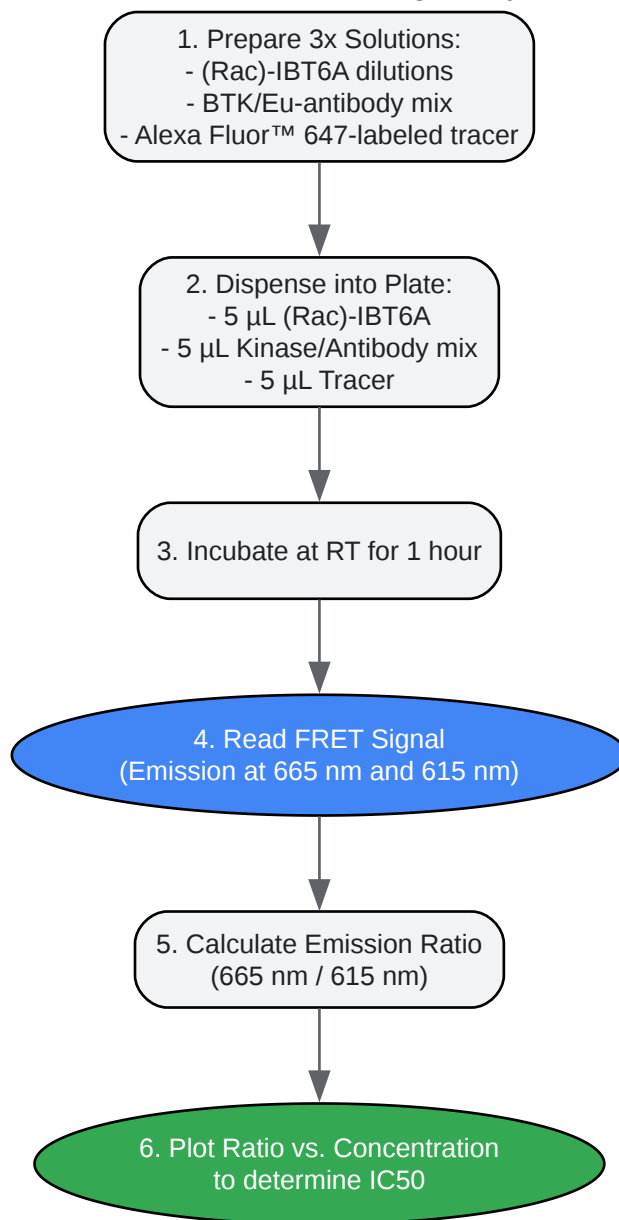 1. Prepare 3x Solutions:
- (Rac)-IBT6A dilutions
- BTK/Eu-antibody mix
- Alexa Fluor™ 647-labeled tracer
2. Dispense into Plate:
- 5 µL (Rac)-IBT6A
- 5 µL Kinase/Antibody mix
- 5 µL Tracer
3. Incubate at RT for 1 hour
4. Read FRET Signal
(Emission at 665 nm and 615 nm)
5. Calculate Emission Ratio
(665 nm / 615 nm)
6. Plot Ratio vs. Concentration
to determine IC50